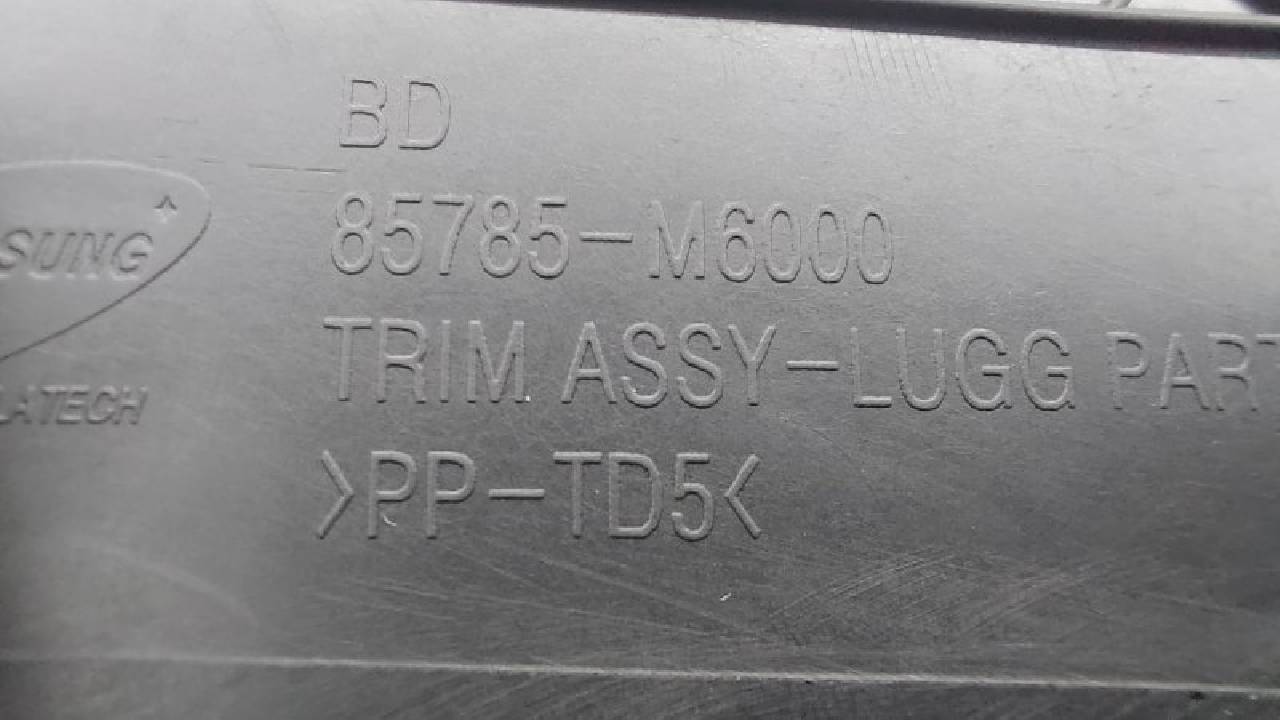 BD
85785-M6000
SUNG
TRIM ASSY-LUGG PART
LATECH
>PP-TD5<